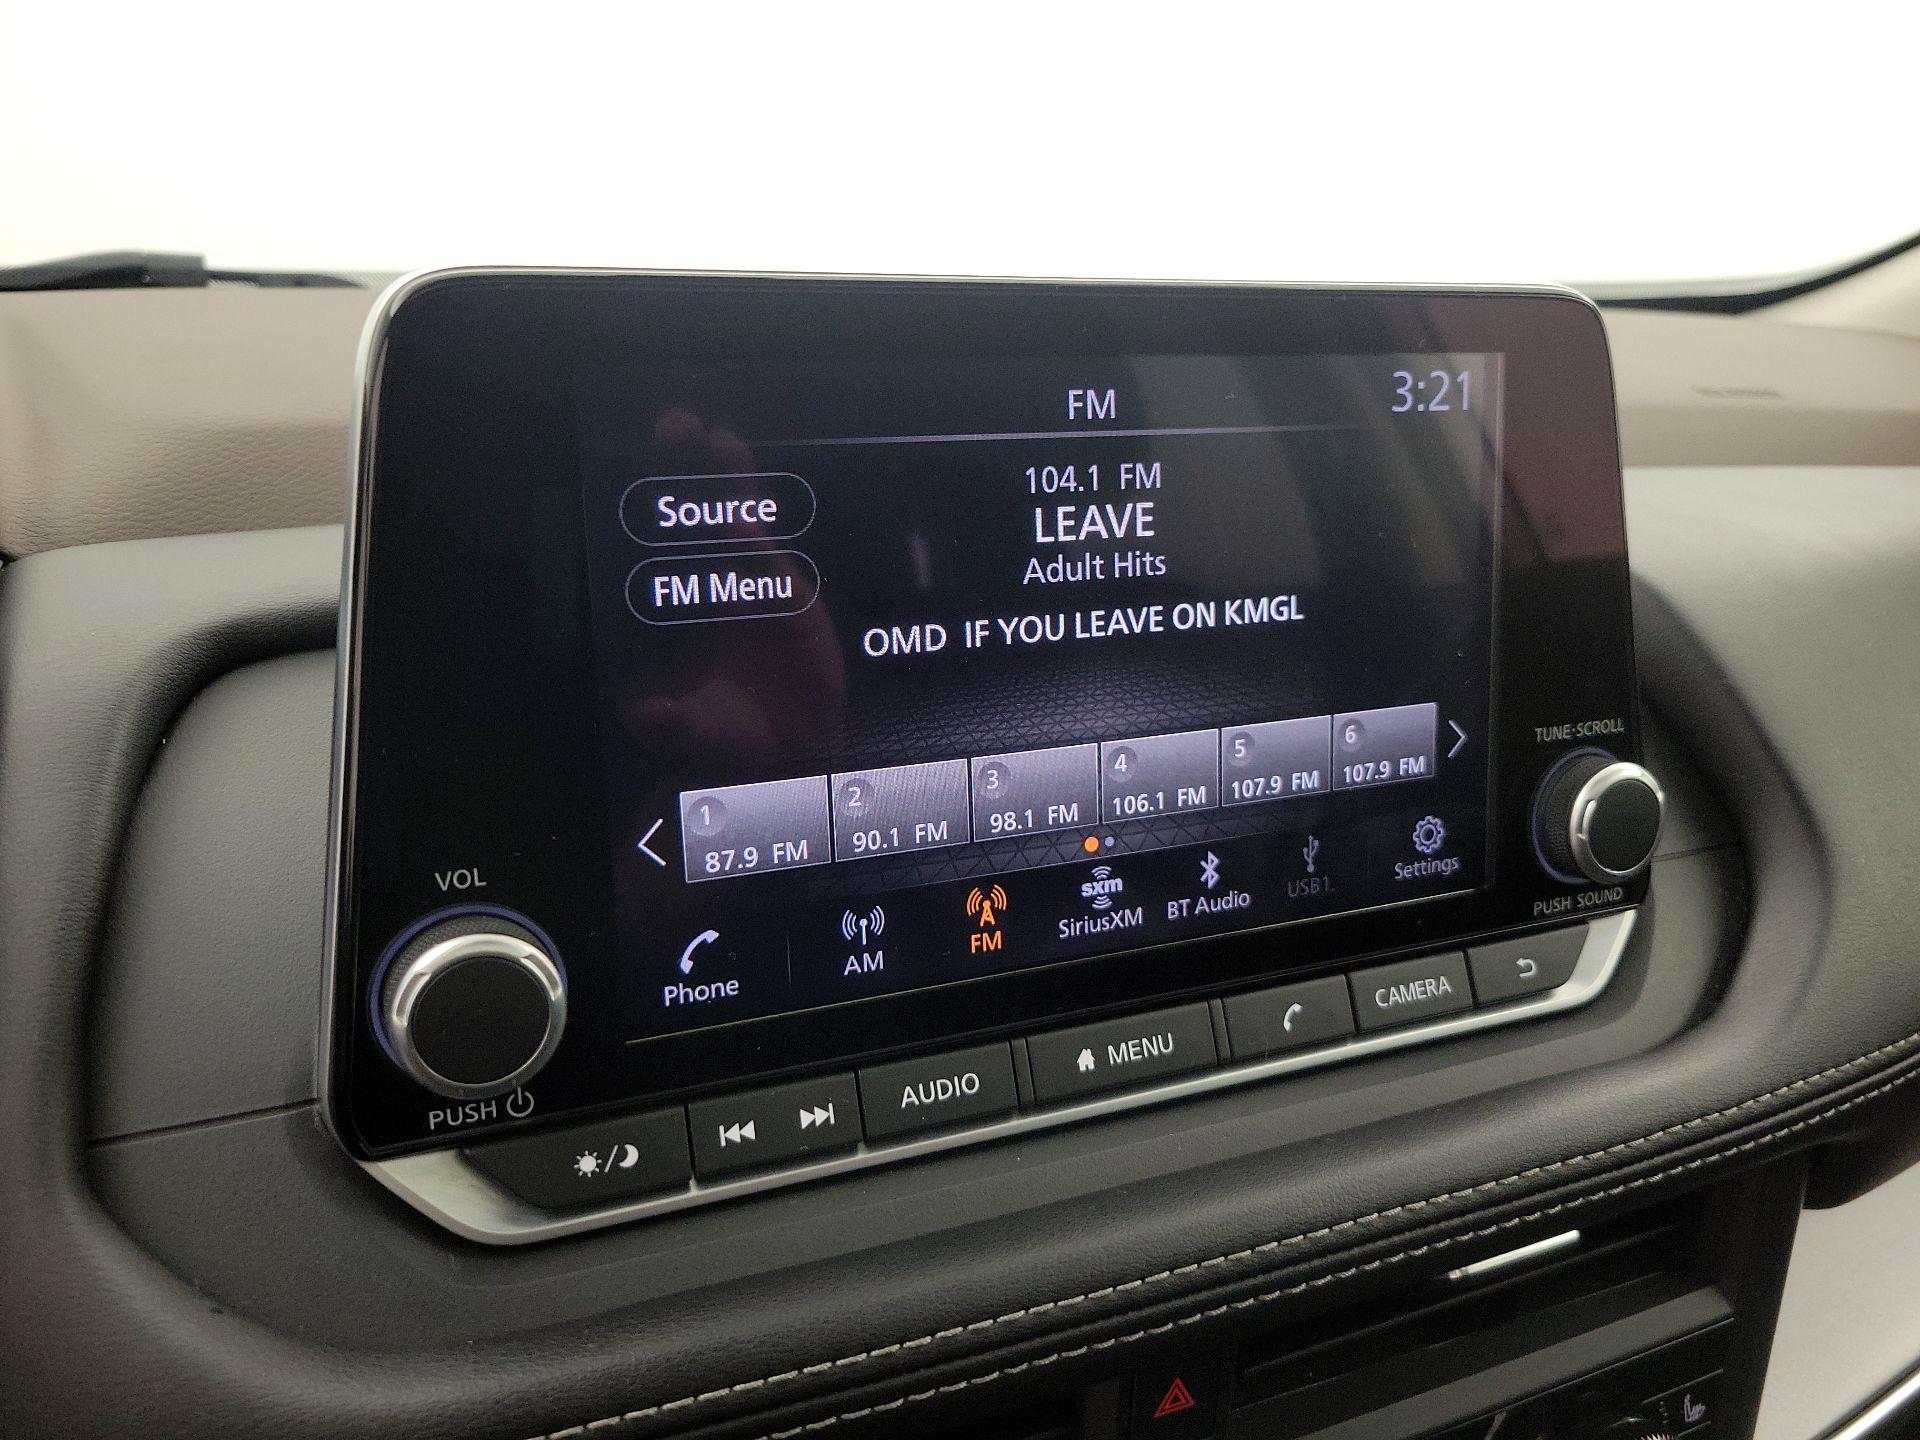 FM
3:21
Source
FM Menu
104.1 FM
LEAVE
Adult Hits
OMD IF YOU LEAVE ON KMGL
1
87.9 FM
2
90.1 FM
3
98.1 FM
4
106.1 FM
5
107.9 FM
6
107.9 FM
Phone
AM
FM
sxm
SiriusXM
BT Audio
USB1
Settings
VOL
PUSH
TUNE·SCROLL
PUSH SOUND
AUDIO
MENU
CAMERA